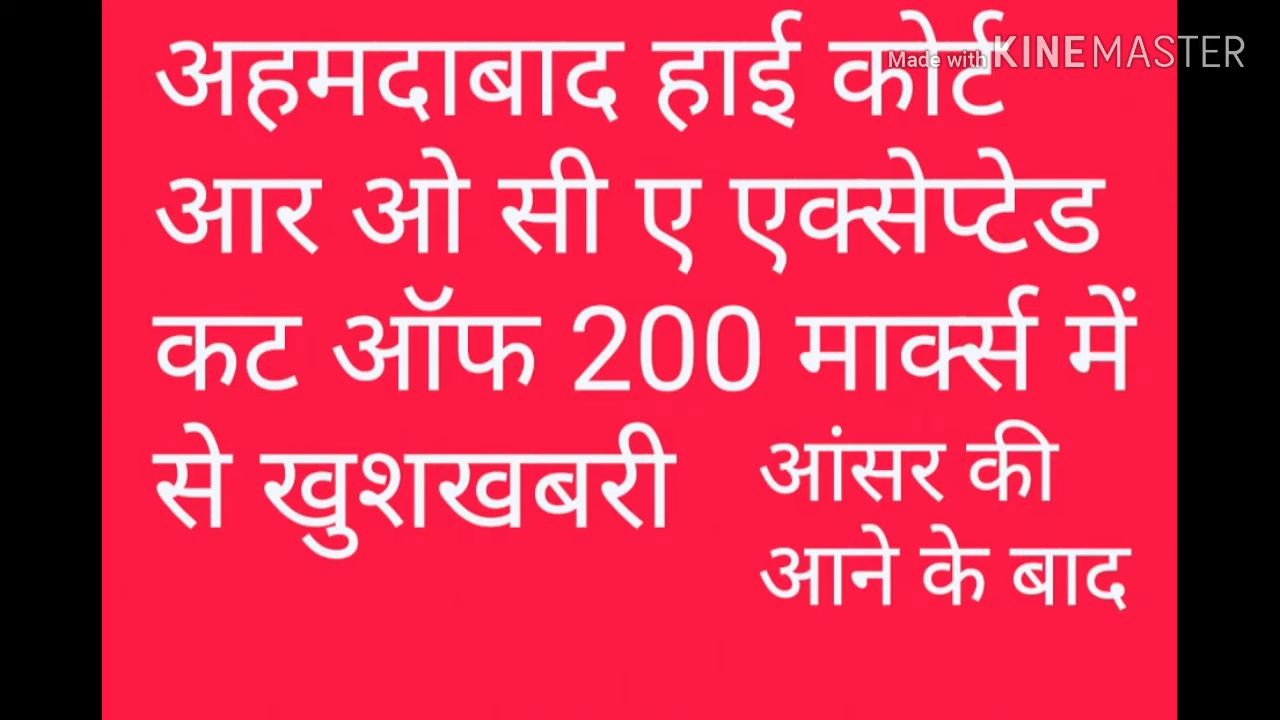 अहमदाबाद हाई कोर्ट
Made with KINEMASTER
आर ओ सी ए एक्सेप्टेड
कट ऑफ 200 मार्क्स में
से खुशखबरी
आंसर की
आने के बाद